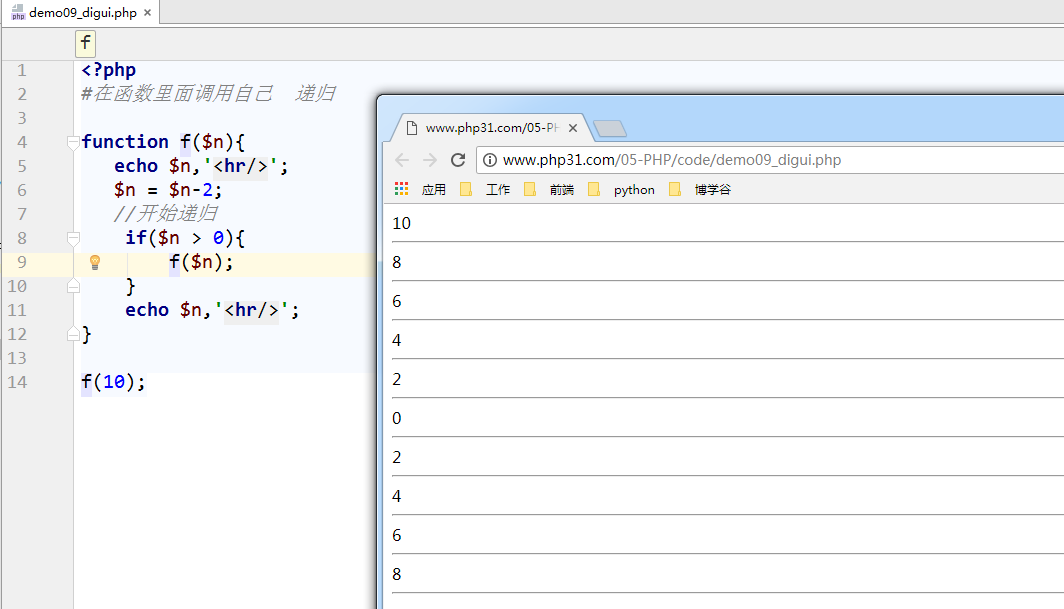 demo09_digui.php
f
1 <?php
2 #在函数里面调用自己 递归
3
4 function f($n){
5 echo $n,'<hr/>';
6 $n = $n-2;
7 //开始递归
8 if($n > 0){
9 f($n);
10 }
11 echo $n,'<hr/>';
12 }
13
14 f(10);
www.php31.com/05-PH
www.php31.com/05-PHP/code/demo09_digui.php
应用 工作 前端 python 博学谷
10
8
6
4
2
0
2
4
6
8